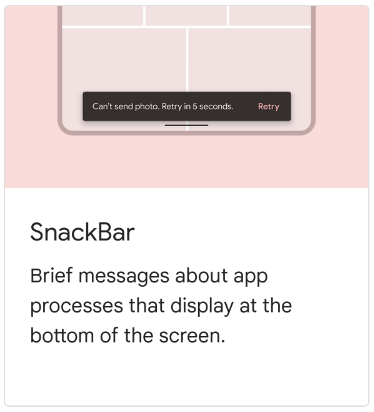 Can't send photo. Retry in 5 seconds. Retry
SnackBar
Brief messages about app
processes that display at the
bottom of the screen.